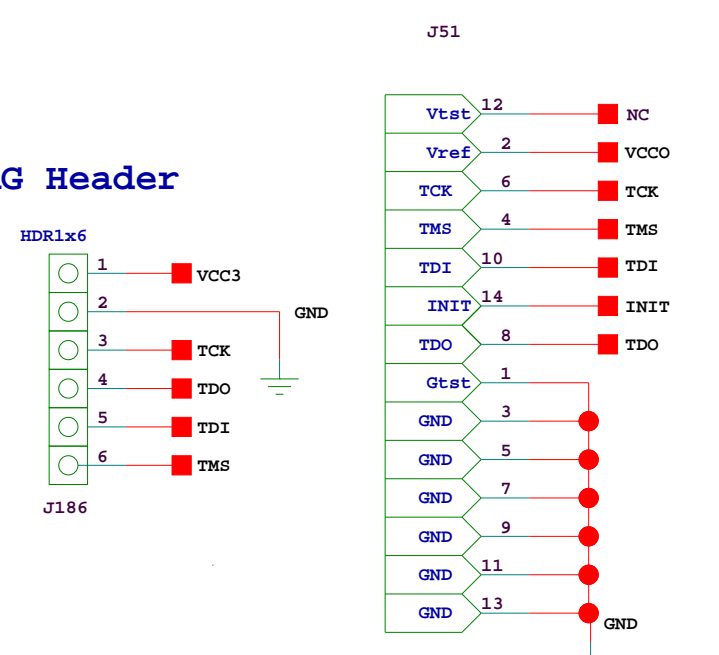 J51
G Header
HDR1x6
1 VCC3
2 GND
3 TCK
4 TDO
5 TDI
6 TMS
J186
Vtst 12 NC
Vref 2 VCCO
TCK 6 TCK
TMS 4 TMS
TDI 10 TDI
INIT 14 INIT
TDO 8 TDO
Gtst 1
GND 3
GND 5
GND 7
GND 9
GND 11
GND 13
GND